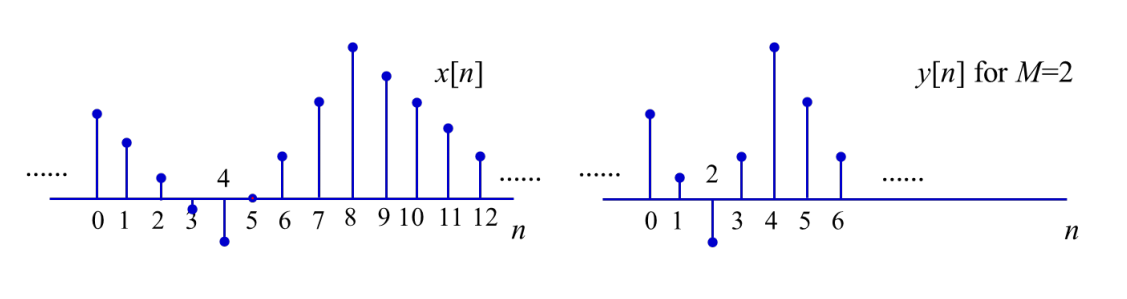 x[n]
y[n] for M=2
4
2
...... ......
...... ......
0 1 2 3 5 6 7 8 9 10 11 12
n
0 1 3 4 5 6
n